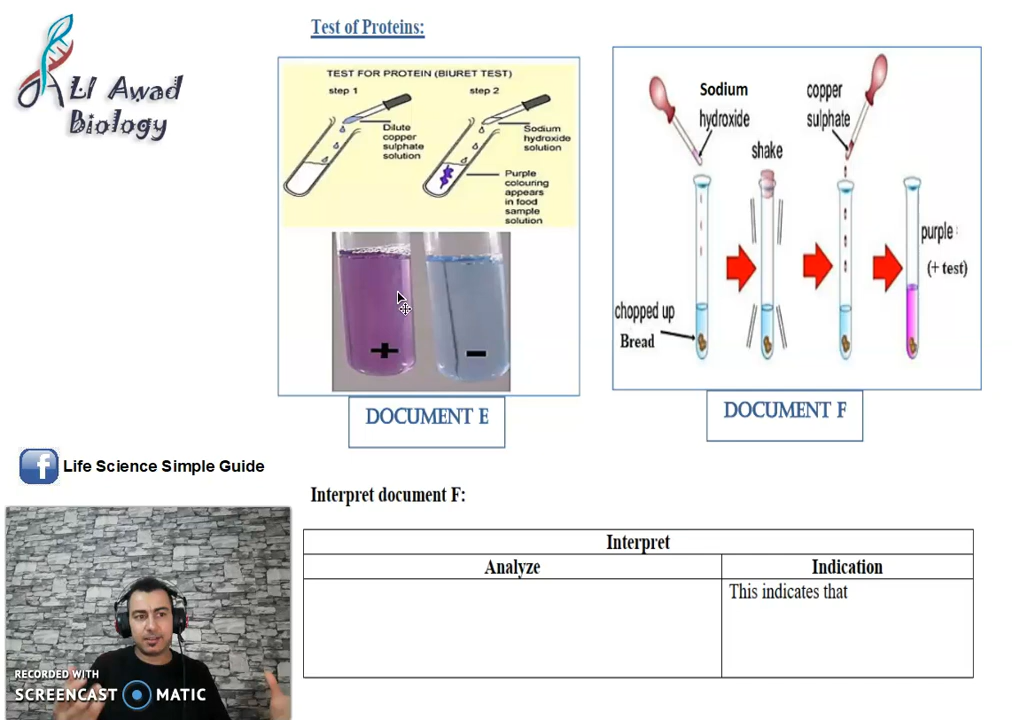 ALI Awad
Biology
Test of Proteins:
TEST FOR PROTEIN (BIURET TEST)
step 1
step 2
Dilute
copper
sulphate
solution
Sodium
hydroxide
solution
Purple
colouring
appears
in food
sample
solution
+
−
DOCUMENT E
Sodium
hydroxide
shake
copper
sulphate
chopped up
Bread
purple
(+ test)
DOCUMENT F
f
Life Science Simple Guide
Interpret document F:
Interpret
Analyze
Indication
This indicates that
RECORDED WITH
SCREENCAST MATIC